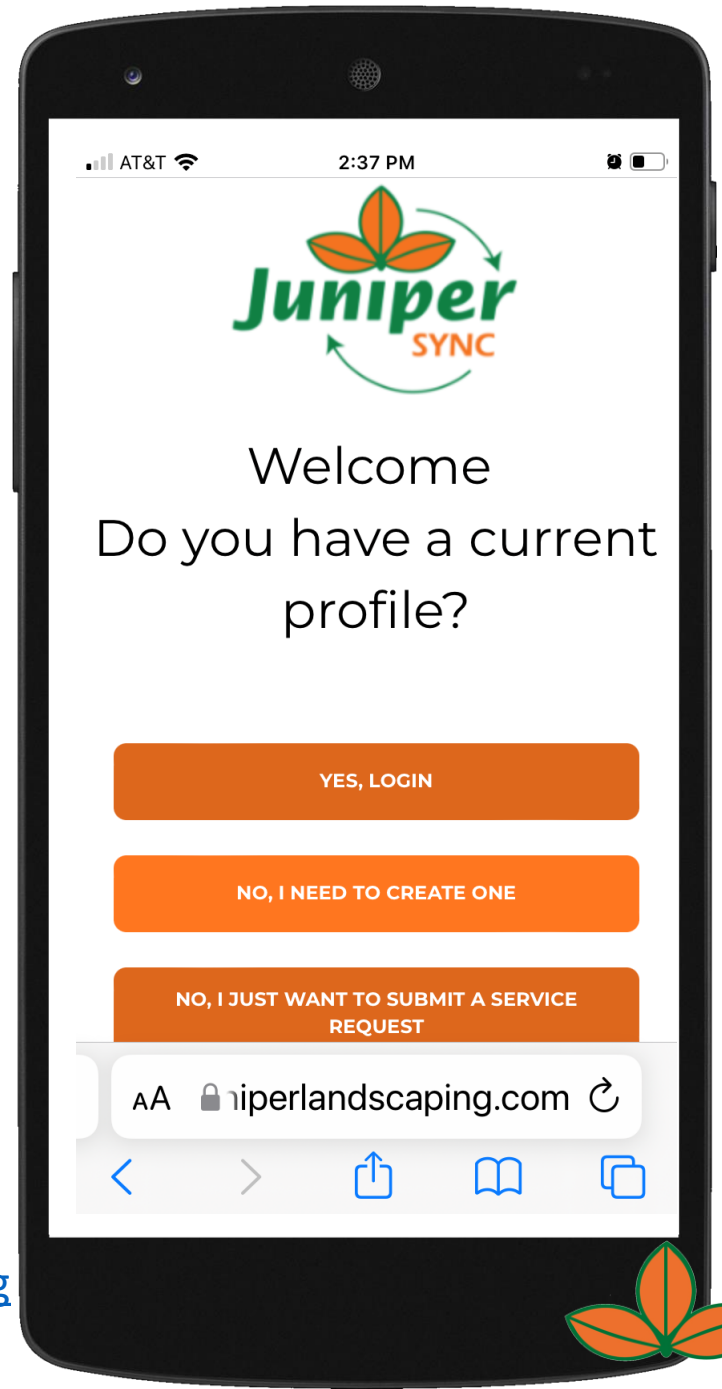 AT&T
2:37 PM
Juniper
SYNC
Welcome
Do you have a current
profile?
YES, LOGIN
NO, I NEED TO CREATE ONE
NO, I JUST WANT TO SUBMIT A SERVICE
REQUEST
AA niperlandscaping.com
g